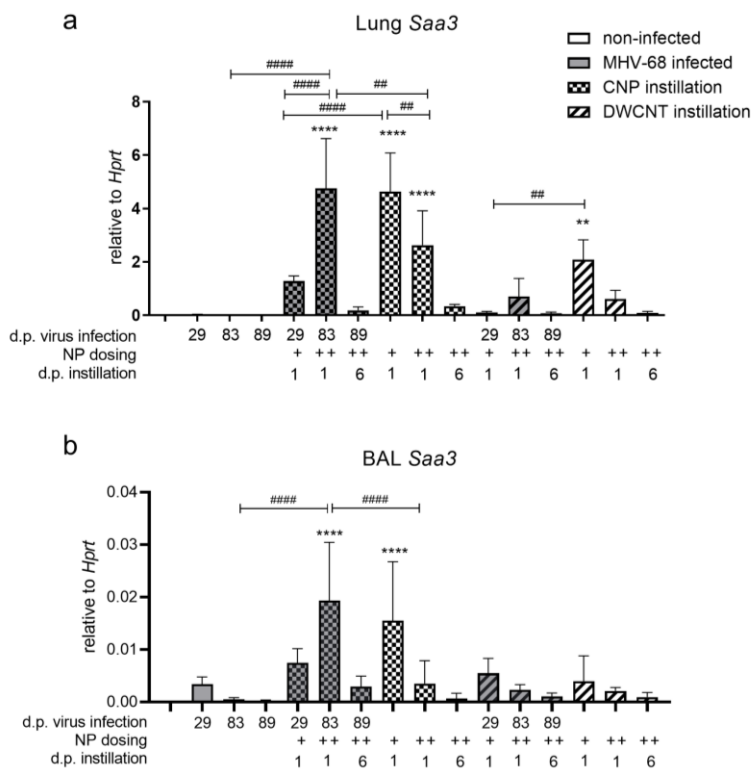 a
Lung Saa3
non-infected
MHV-68 infected
CNP instillation
DWCNT instillation
####
#### ##
#### ##
**** ****
****
##
**
relative to Hprt
8
6
4
2
0
d.p. virus infection 29 83 89 29 83 89 29 83 89
NP dosing + ++ ++ + ++ ++ + ++ ++ + ++ ++
d.p. instillation 1 1 6 1 1 6 1 1 6 1 1 6
b
BAL Saa3
#### ####
****
****
relative to Hprt
0.04
0.03
0.02
0.01
0.00
d.p. virus infection 29 83 89 29 83 89 29 83 89
NP dosing + ++ ++ + ++ ++ + ++ ++ + ++ ++
d.p. instillation 1 1 6 1 1 6 1 1 6 1 1 6